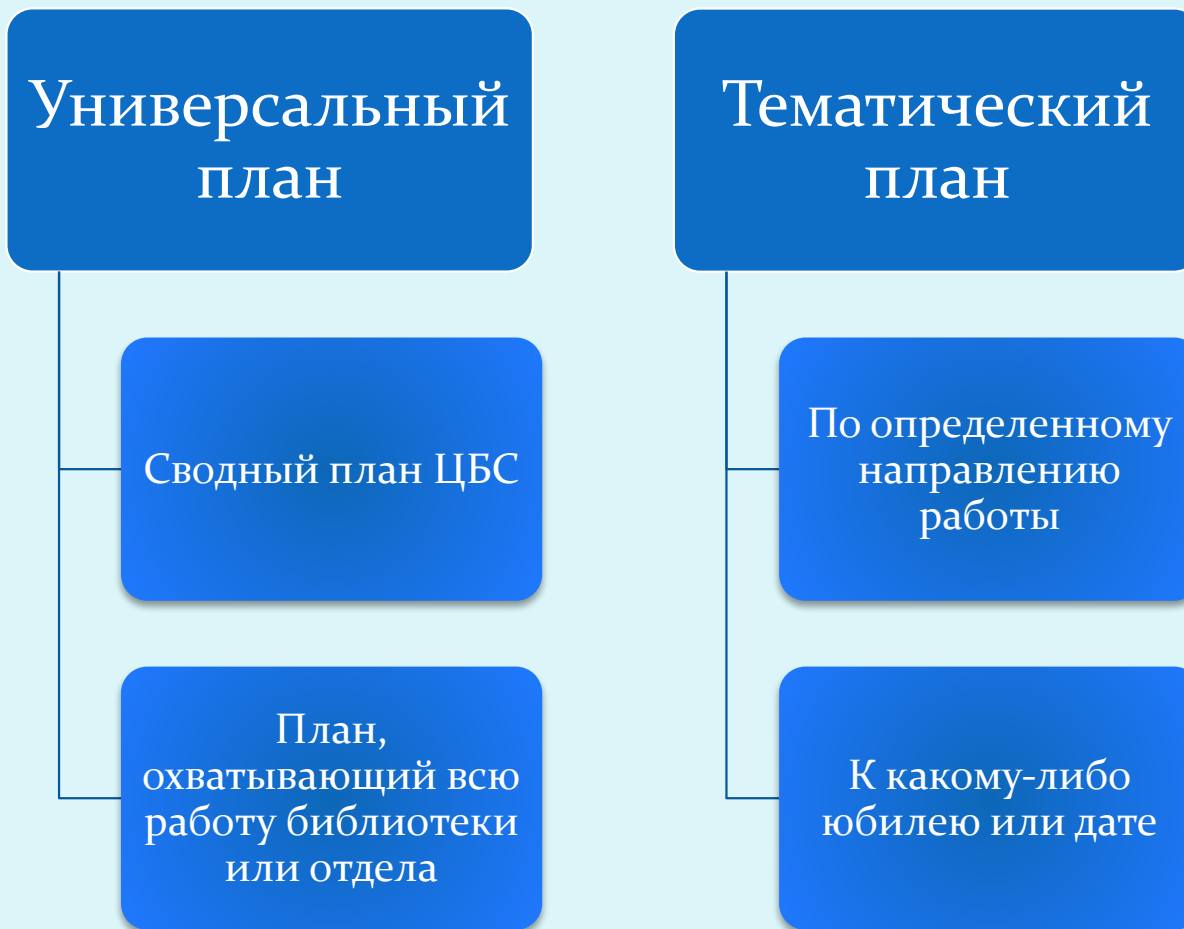 Универсальный
план
Сводный план ЦБС
План,
охватывающий всю
работу библиотеки
или отдела
Тематический
план
По определенному
направлению
работы
К какому-либо
юбилею или дате